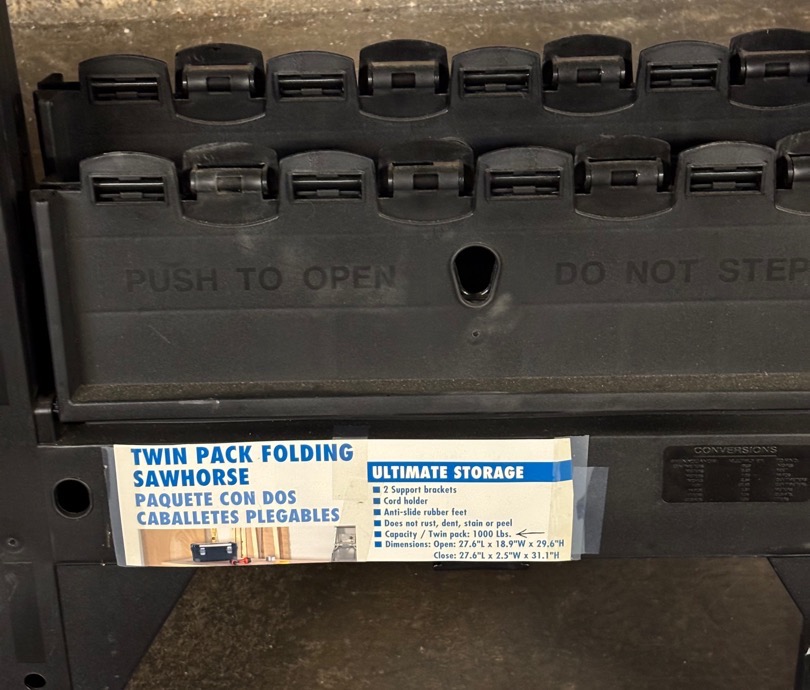 PUSH TO OPEN
DO NOT STEP
TWIN PACK FOLDING
SAWHORSE
PAQUETE CON DOS
CABALLETES PLEGABLES
ULTIMATE STORAGE
2 Support brackets
Cord holder
Anti-slide rubber feet
Does not rust, dent, stain or peel
Capacity / Twin pack: 1000 Lbs.
Dimensions: Open: 27.6"L x 18.9"W x 29.6"H
Close: 27.6"L x 2.5"W x 31.1"H
CONVERSIONS